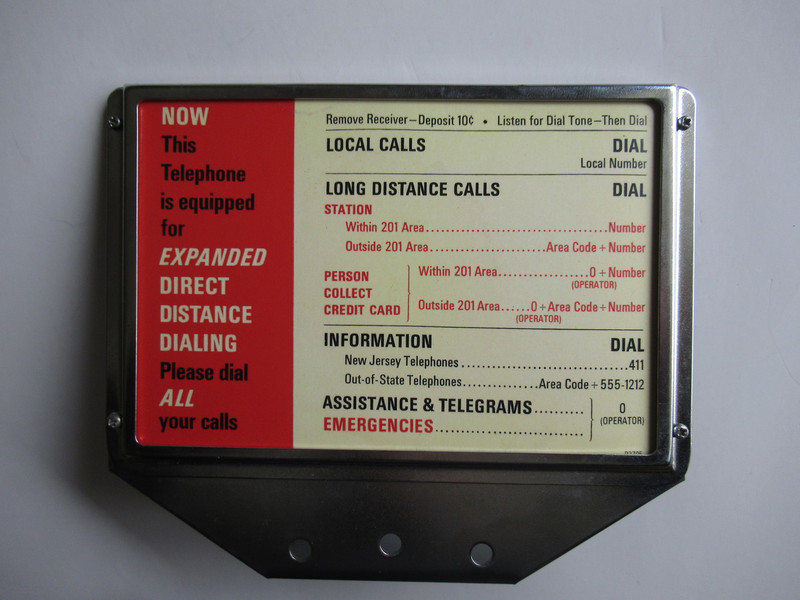 NOW
This
Telephone
is equipped
for
EXPANDED
DIRECT
DISTANCE
DIALING
Please dial
ALL
your calls
Remove Receiver—Deposit 10¢ • Listen for Dial Tone—Then Dial
LOCAL CALLS DIAL
Local Number
LONG DISTANCE CALLS DIAL
STATION
Within 201 Area..............................Number
Outside 201 Area....................Area Code + Number
PERSON
COLLECT
CREDIT CARD
Within 201 Area...............0 + Number
(OPERATOR)
Outside 201 Area......0 + Area Code + Number
(OPERATOR)
INFORMATION DIAL
New Jersey Telephones ............................411
Out-of-State Telephones.............Area Code + 555-1212
ASSISTANCE & TELEGRAMS..........
EMERGENCIES..............................
0
(OPERATOR)